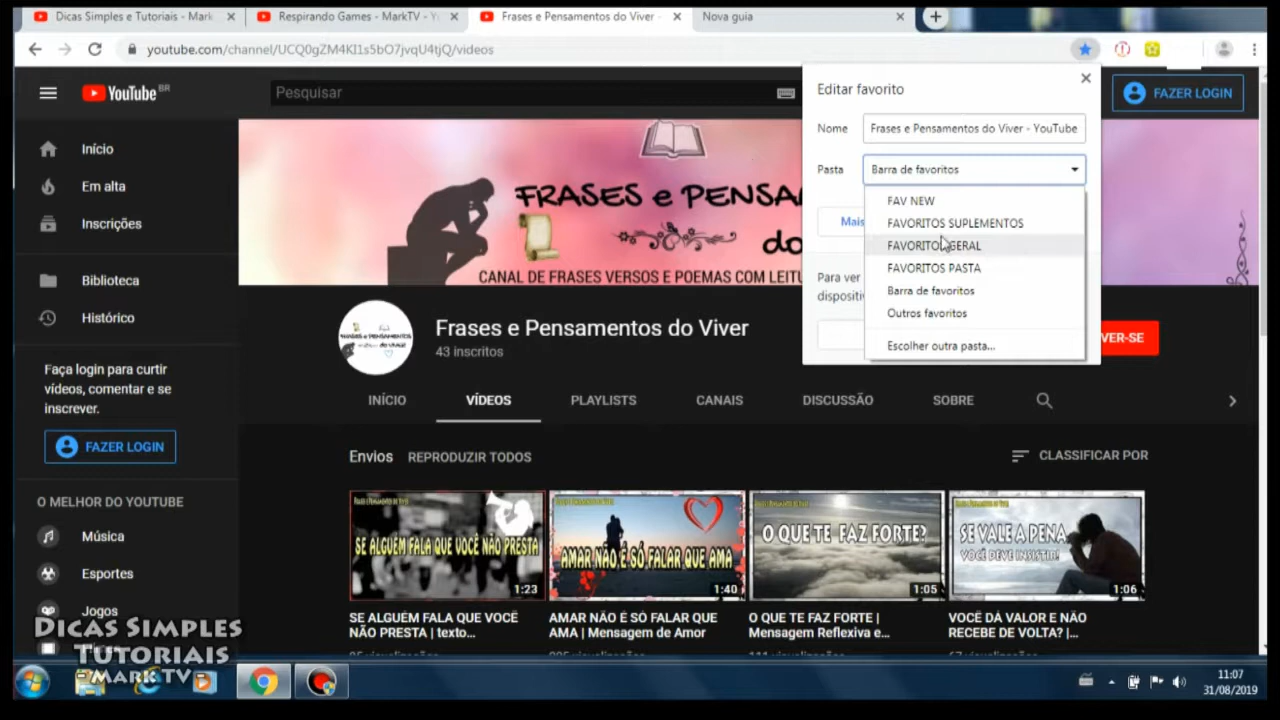 Dicas Simples e Tutoriais - Mark
Respirando Games - MarkTV - Y
Frases e Pensamentos do Viver -
Nova guia
youtube.com/channel/UCQ0gZM4KI1s5bO7jvqU4tjQ/videos
YouTube BR
Pesquisar
FAZER LOGIN
Editar favorito
Nome
Frases e Pensamentos do Viver - YouTube
Pasta
Barra de favoritos
FAV NEW
FAVORITOS SUPLEMENTOS
FAVORITOS GERAL
FAVORITOS PASTA
Barra de favoritos
Outros favoritos
Escolher outra pasta...
Mais
Para ver
dispositiv
VER-SE
Início
Em alta
Inscrições
Biblioteca
Histórico
Faça login para curtir
vídeos, comentar e se
inscrever.
FAZER LOGIN
O MELHOR DO YOUTUBE
Música
Esportes
Jogos
FRASES e PENSA
do
CANAL DE FRASES VERSOS E POEMAS COM LEITU
Frases e Pensamentos do Viver
43 inscritos
INÍCIO
VÍDEOS
PLAYLISTS
CANAIS
DISCUSSÃO
SOBRE
Envios
REPRODUZIR TODOS
CLASSIFICAR POR
SE ALGUÉM FALA QUE VOCÊ NÃO PRESTA
1:23
AMAR NÃO É SÓ FALAR QUE AMA
1:40
O QUE TE FAZ FORTE?
1:05
SE VALE A PENA,
VOCÊ DEVE INSISTIR!!
1:06
SE ALGUÉM FALA QUE VOCÊ
NÃO PRESTA | texto...
AMAR NÃO É SÓ FALAR QUE
AMA | Mensagem de Amor
O QUE TE FAZ FORTE |
Mensagem Reflexiva e...
VOCÊ DÁ VALOR E NÃO
RECEBE DE VOLTA? |...
Dicas Simples
Tutoriais
-MarkTV-
11:07
31/08/2019